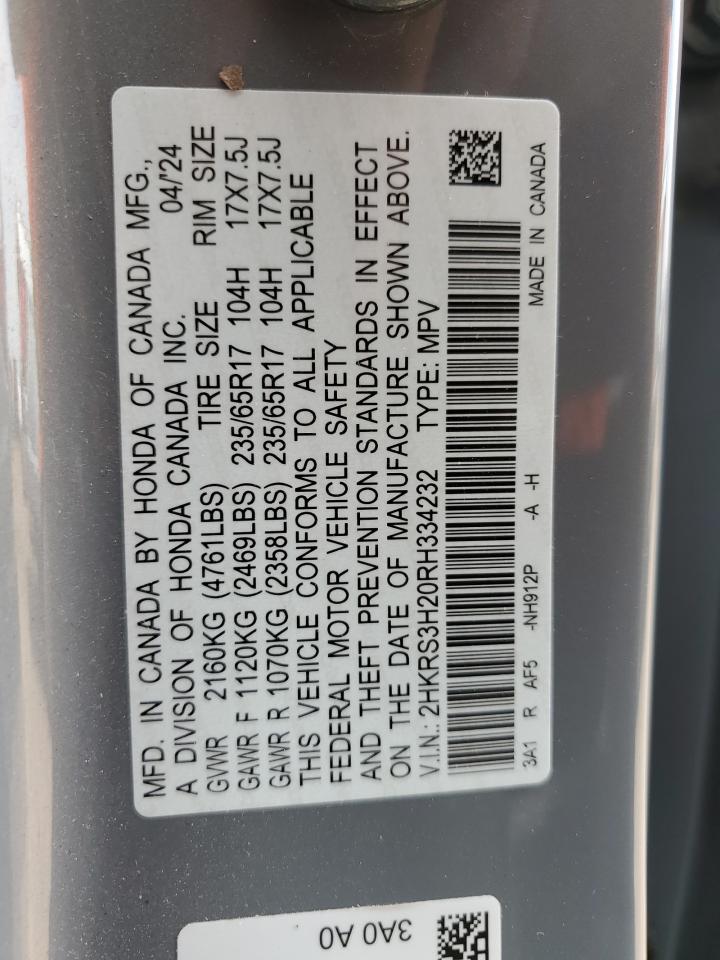 MFD. IN CANADA BY HONDA OF CANADA MFG.,
A DIVISION OF HONDA CANADA INC. 04/'24
GVWR 2160KG (4761LBS) TIRE SIZE RIM SIZE
GAWR F 1120KG (2469LBS) 235/65R17 104H 17X7.5J
GAWR R 1070KG (2358LBS) 235/65R17 104H 17X7.5J
THIS VEHICLE CONFORMS TO ALL APPLICABLE
FEDERAL MOTOR VEHICLE SAFETY
AND THEFT PREVENTION STANDARDS IN EFFECT
ON THE DATE OF MANUFACTURE SHOWN ABOVE.
V.I.N.: 2HKRS3H20RH334232 TYPE: MPV
3A1 R AF5 -NH912P -A -H MADE IN CANADA
3A0 A0